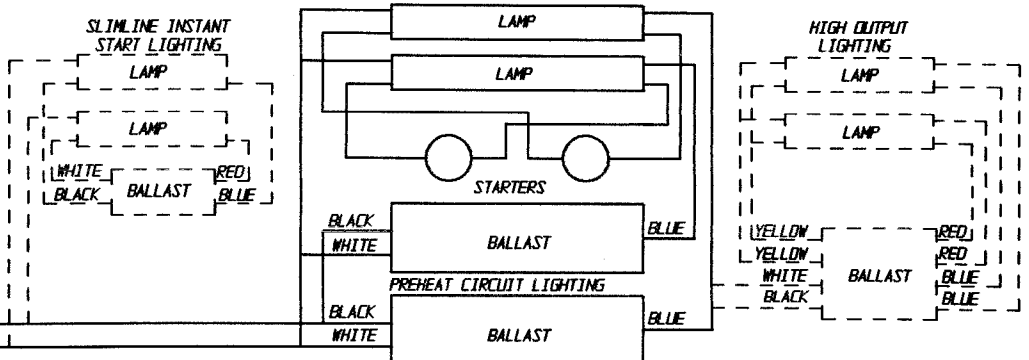 SLIMLINE INSTANT
START LIGHTING
LAMP
LAMP
WHITE
RED
BLACK
BALLAST
BLUE
LAMP
LAMP
STARTERS
BLACK
WHITE
BALLAST
BLUE
PREHEAT CIRCUIT LIGHTING
BLACK
WHITE
BALLAST
BLUE
HIGH OUTPUT
LIGHTING
LAMP
LAMP
YELLOW
RED
YELLOW
RED
WHITE
BALLAST
BLUE
BLACK
BLUE